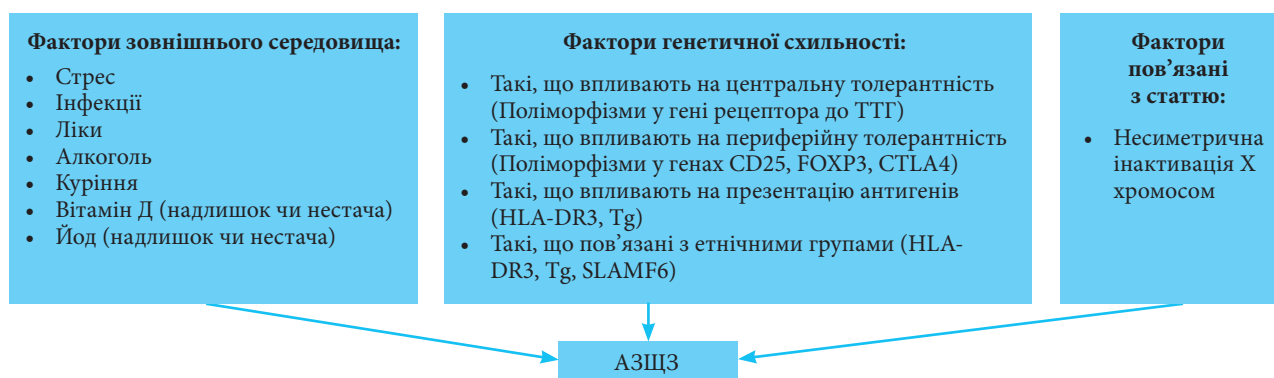 Фактори зовнішнього середовища:
• Стрес
• Інфекції
• Ліки
• Алкоголь
• Куріння
• Вітамін Д (надлишок чи нестача)
• Йод (надлишок чи нестача)
Фактори генетичної схильності:
• Такі, що впливають на центральну толерантність
(Поліморфізми у гені рецептора до ТТГ)
• Такі, що впливають на периферійну толерантність
(Поліморфізми у генах CD25, FOXP3, CTLA4)
• Такі, що впливають на презентацію антигенів
(HLA-DR3, Tg)
• Такі, що пов’язані з етнічними групами (HLA-
DR3, Tg, SLAMF6)
Фактори
пов’язані
з статтю:
• Несиметрична
інактивація Х
хромосом
АЗЩЗ